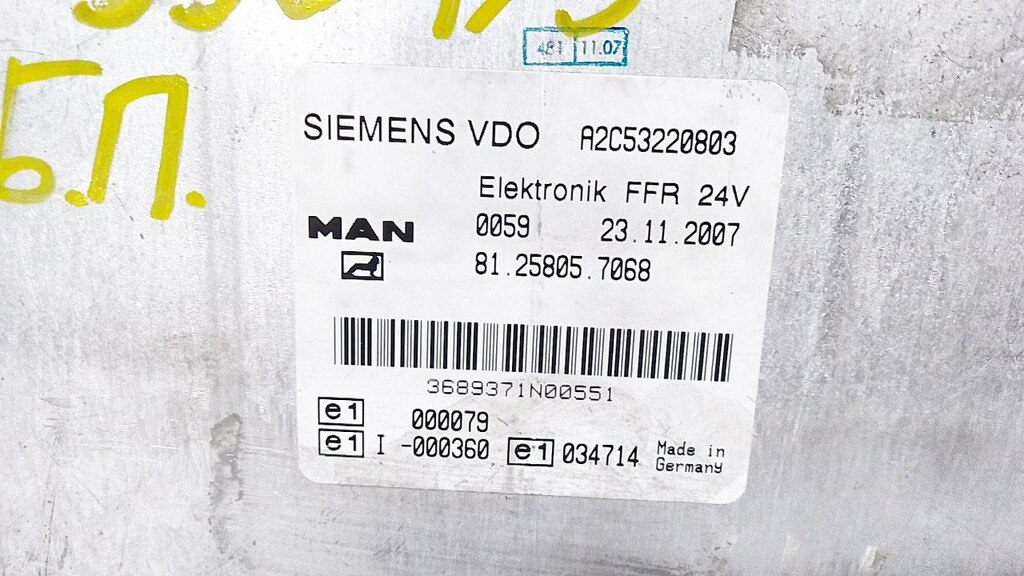 Б.П.
481 11.07
SIEMENS VDO A2C53220803
Elektronik FFR 24V
MAN 0059 23.11.2007
81.25805.7068
3689371N00551
e1 000079
e1 I -000360 e1 034714 Made in
Germany